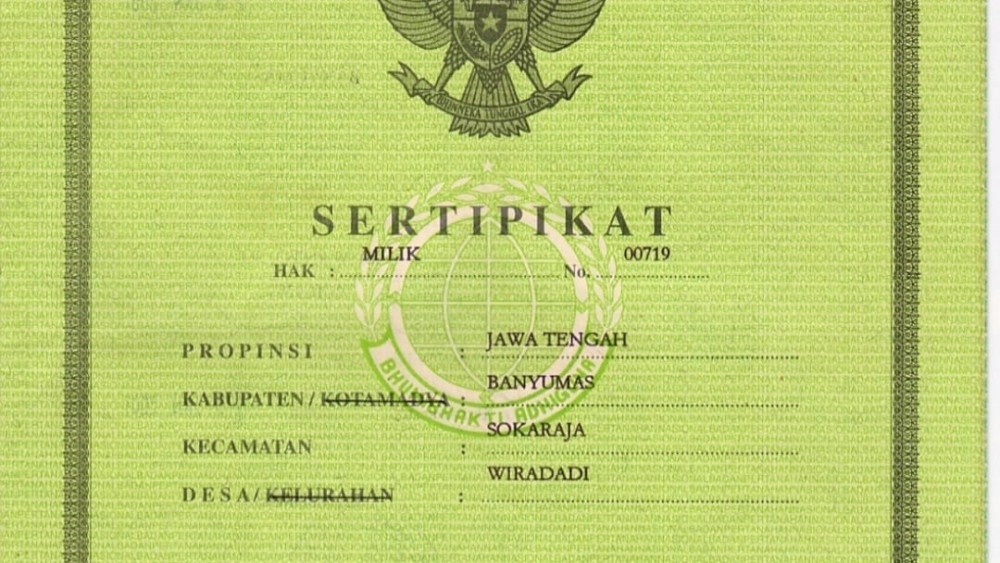 BHINNEKA TUNGGAL IKA
SERTIPIKAT
HAK : MILIK No. 00719
PROPINSI : JAWA TENGAH
KABUPATEN / KOTAMADYA : BANYUMAS
KECAMATAN : SOKARAJA
DESA / KELURAHAN : WIRADADI
BHUMI BHAKTI ADHIGUNA